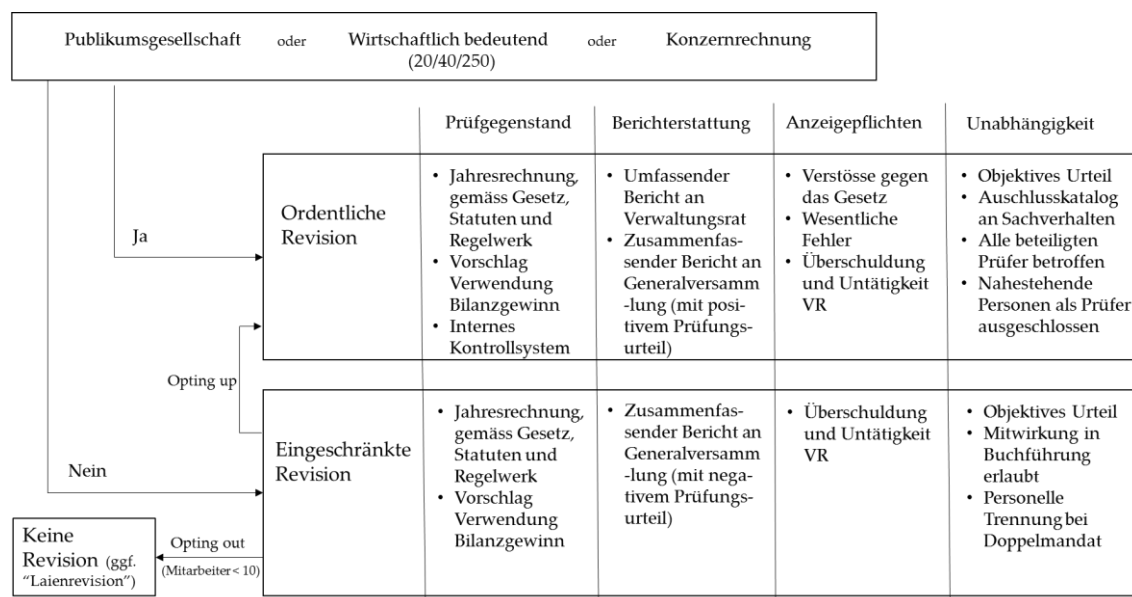 Publikumsgesellschaft oder Wirtschaftlich bedeutend oder Konzernrechnung
(20/40/250)
Prüfgegenstand Berichterstattung Anzeigepflichten Unabhängigkeit
Ja
Ordentliche
Revision
• Jahresrechnung,
gemäss Gesetz,
Statuten und
Regelwerk
• Vorschlag
Verwendung
Bilanzgewinn
• Internes
Kontrollsystem
• Umfassender
Bericht an
Verwaltungsrat
• Zusammenfas-
sender Bericht an
Generalversamm
-lung (mit posi-
tivem Prüfungs-
urteil)
• Verstösse gegen
das Gesetz
• Wesentliche
Fehler
• Überschuldung
und Untätigkeit
VR
• Objektives Urteil
• Auschlusskatalog
an Sachverhalten
• Alle beteiligten
Prüfer betroffen
• Nahestehende
Personen als Prüfer
ausgeschlossen
Opting up
Nein
Eingeschränkte
Revision
• Jahresrechnung,
gemäss Gesetz,
Statuten und
Regelwerk
• Vorschlag
Verwendung
Bilanzgewinn
• Zusammenfas-
sender Bericht an
Generalversamm
-lung (mit nega-
tivem Prüfungs-
urteil)
• Überschuldung
und Untätigkeit
VR
• Objektives Urteil
• Mitwirkung in
Buchführung
erlaubt
• Personelle
Trennung bei
Doppelmandat
Opting out
(Mitarbeiter < 10)
Keine
Revision (ggf.
"Laienrevision")